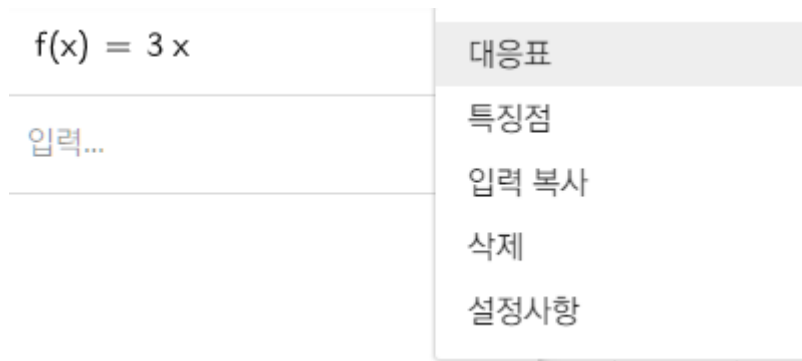 f(x) = 3 x
입력...
대응표
특징점
입력 복사
삭제
설정사항